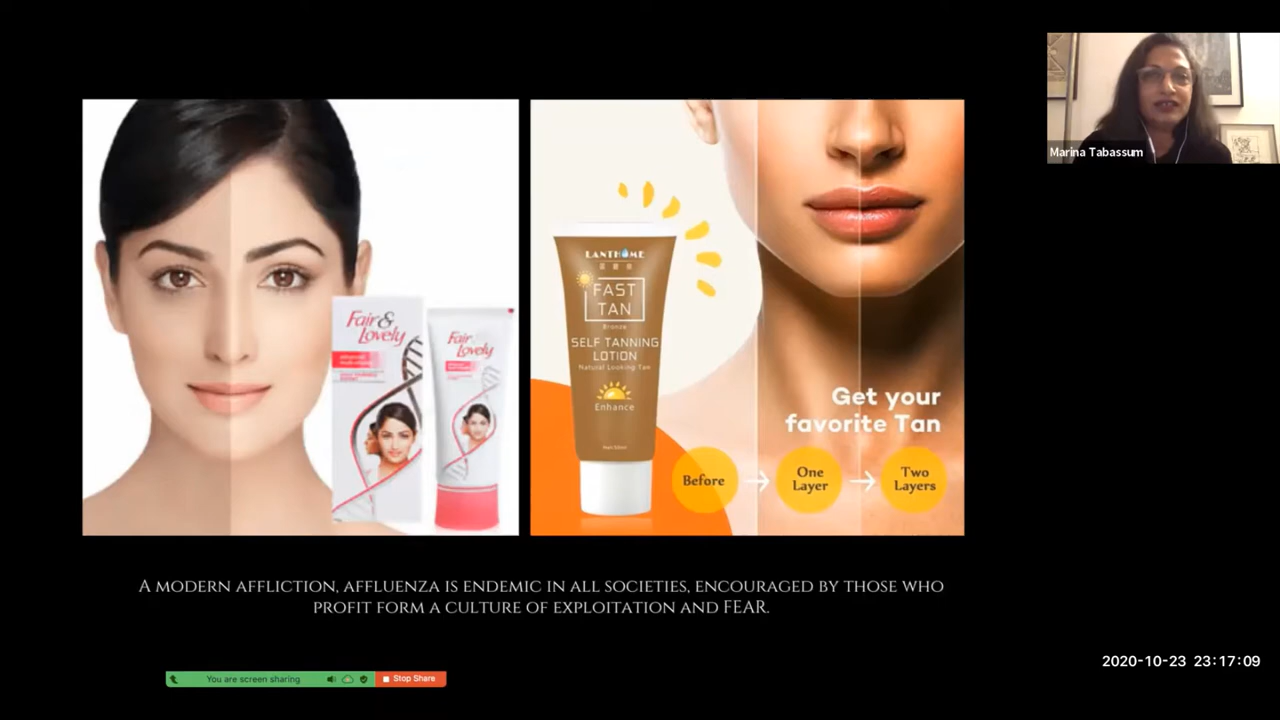 Marina Tabassum
Fair&
Lovely
Fair&
Lovely
LANTHOME
FAST
TAN
Bronze
SELF TANNING
LOTION
Natural Looking Tan
Enhance
Get your
favorite Tan
Before
One
Layer
Two
Layers
A MODERN AFFLICTION, AFFLUENZA IS ENDEMIC IN ALL SOCIETIES, ENCOURAGED BY THOSE WHO
PROFIT FORM A CULTURE OF EXPLOITATION AND FEAR.
2020-10-23 23:17:09
You are screen sharing
Stop Share